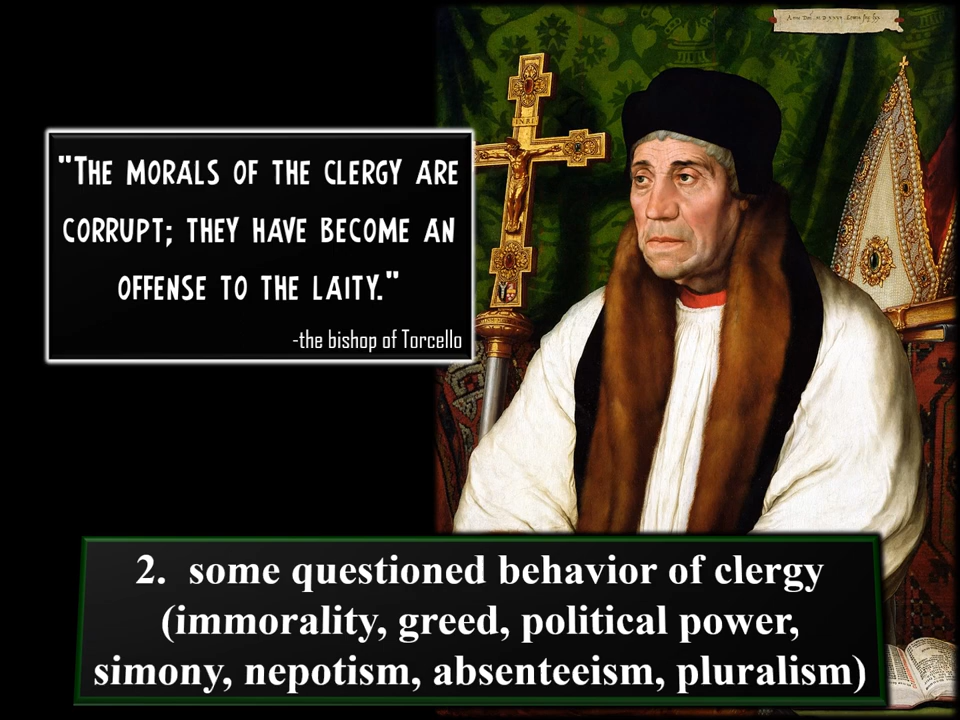 "THE MORALS OF THE CLERGY ARE
CORRUPT; THEY HAVE BECOME AN
OFFENSE TO THE LAITY."
-the bishop of Torcello
INRI
2. some questioned behavior of clergy
(immorality, greed, political power,
simony, nepotism, absenteeism, pluralism)